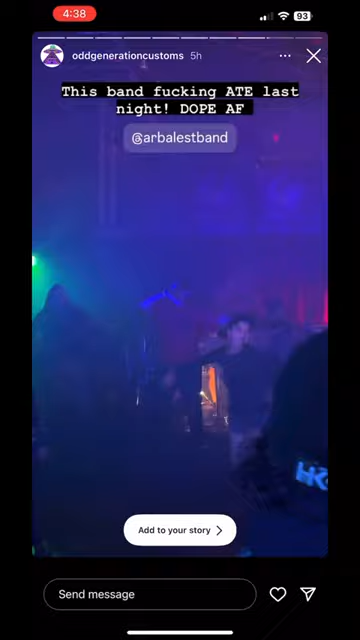 4:38
93
oddgenerationcustoms 5h
This band fucking ATE last
night! DOPE AF
@arbalestband
Add to your story
Send message